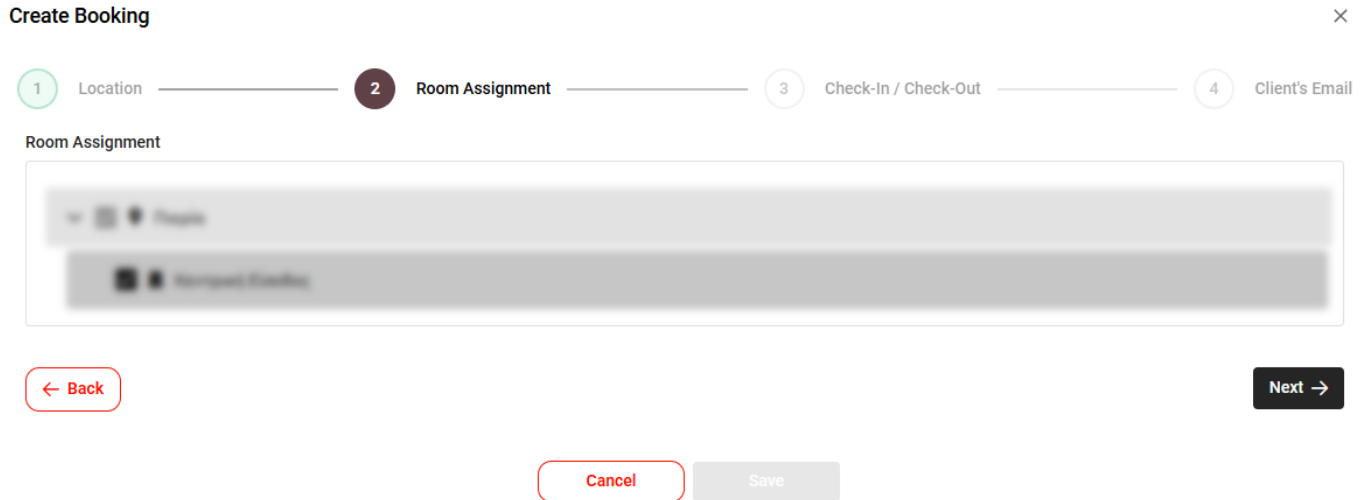 Create Booking
1 Location 2 Room Assignment 3 Check-In / Check-Out 4 Client's Email
Room Assignment
← Back
Next →
Cancel Save